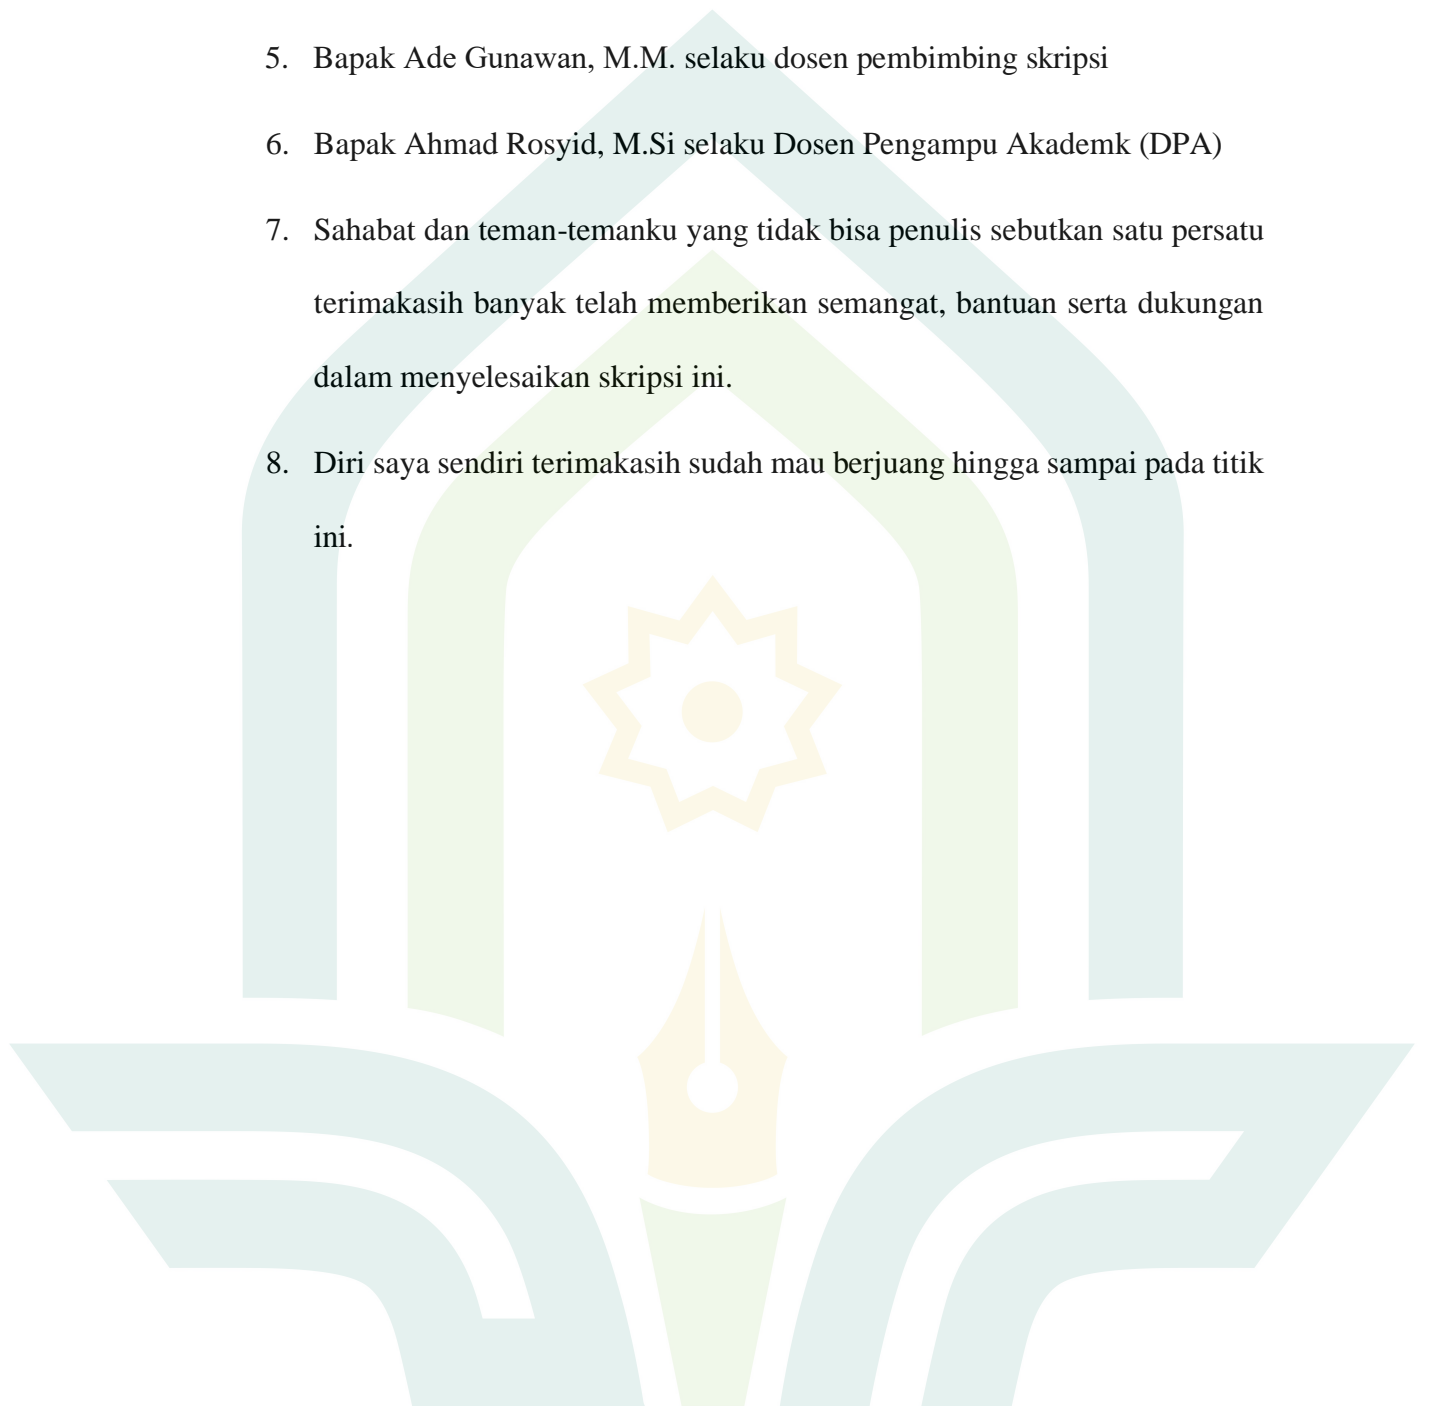 5. Bapak Ade Gunawan, M.M. selaku dosen pembimbing skripsi
6. Bapak Ahmad Rosyid, M.Si selaku Dosen Pengampu Akademk (DPA)
7. Sahabat dan teman-temanku yang tidak bisa penulis sebutkan satu persatu
terimakasih banyak telah memberikan semangat, bantuan serta dukungan
dalam menyelesaikan skripsi ini.
8. Diri saya sendiri terimakasih sudah mau berjuang hingga sampai pada titik
ini.